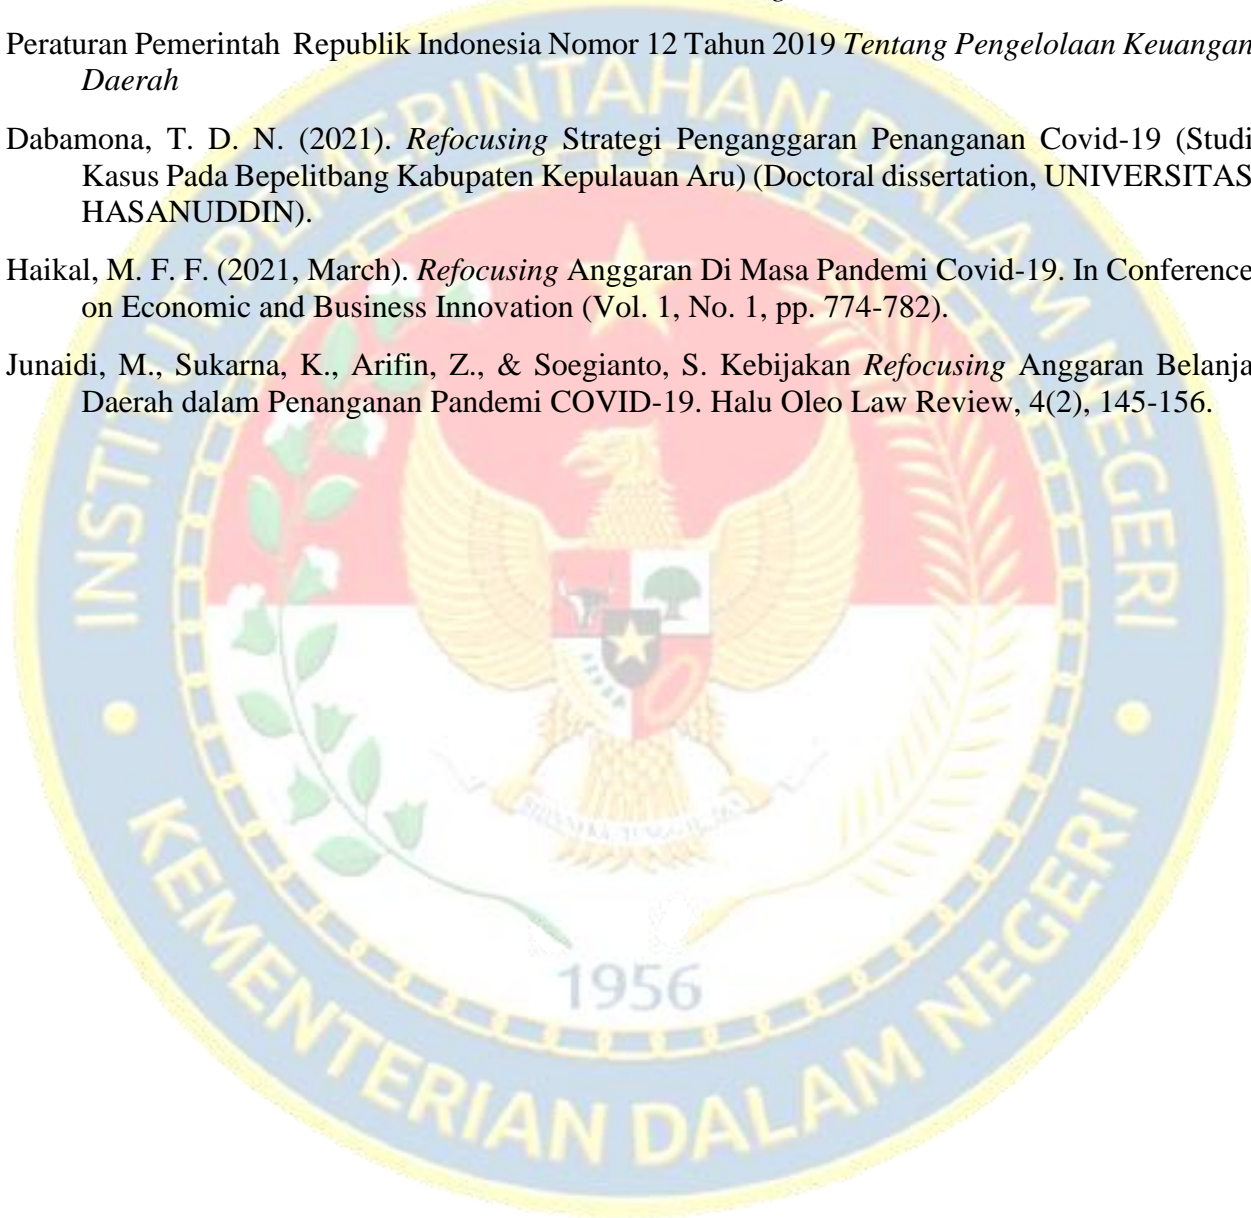 Peraturan Pemerintah Republik Indonesia Nomor 12 Tahun 2019 Tentang Pengelolaan Keuangan
Daerah
Dabamona, T. D. N. (2021). Refocusing Strategi Penganggaran Penanganan Covid-19 (Studi
Kasus Pada Bepelitbang Kabupaten Kepulauan Aru) (Doctoral dissertation, UNIVERSITAS
HASANUDDIN).
Haikal, M. F. F. (2021, March). Refocusing Anggaran Di Masa Pandemi Covid-19. In Conference
on Economic and Business Innovation (Vol. 1, No. 1, pp. 774-782).
Junaidi, M., Sukarna, K., Arifin, Z., & Soegianto, S. Kebijakan Refocusing Anggaran Belanja
Daerah dalam Penanganan Pandemi COVID-19. Halu Oleo Law Review, 4(2), 145-156.
INSTITUT PEMERINTAHAN DALAM NEGERI
1956
KEMENTERIAN DALAM NEGERI